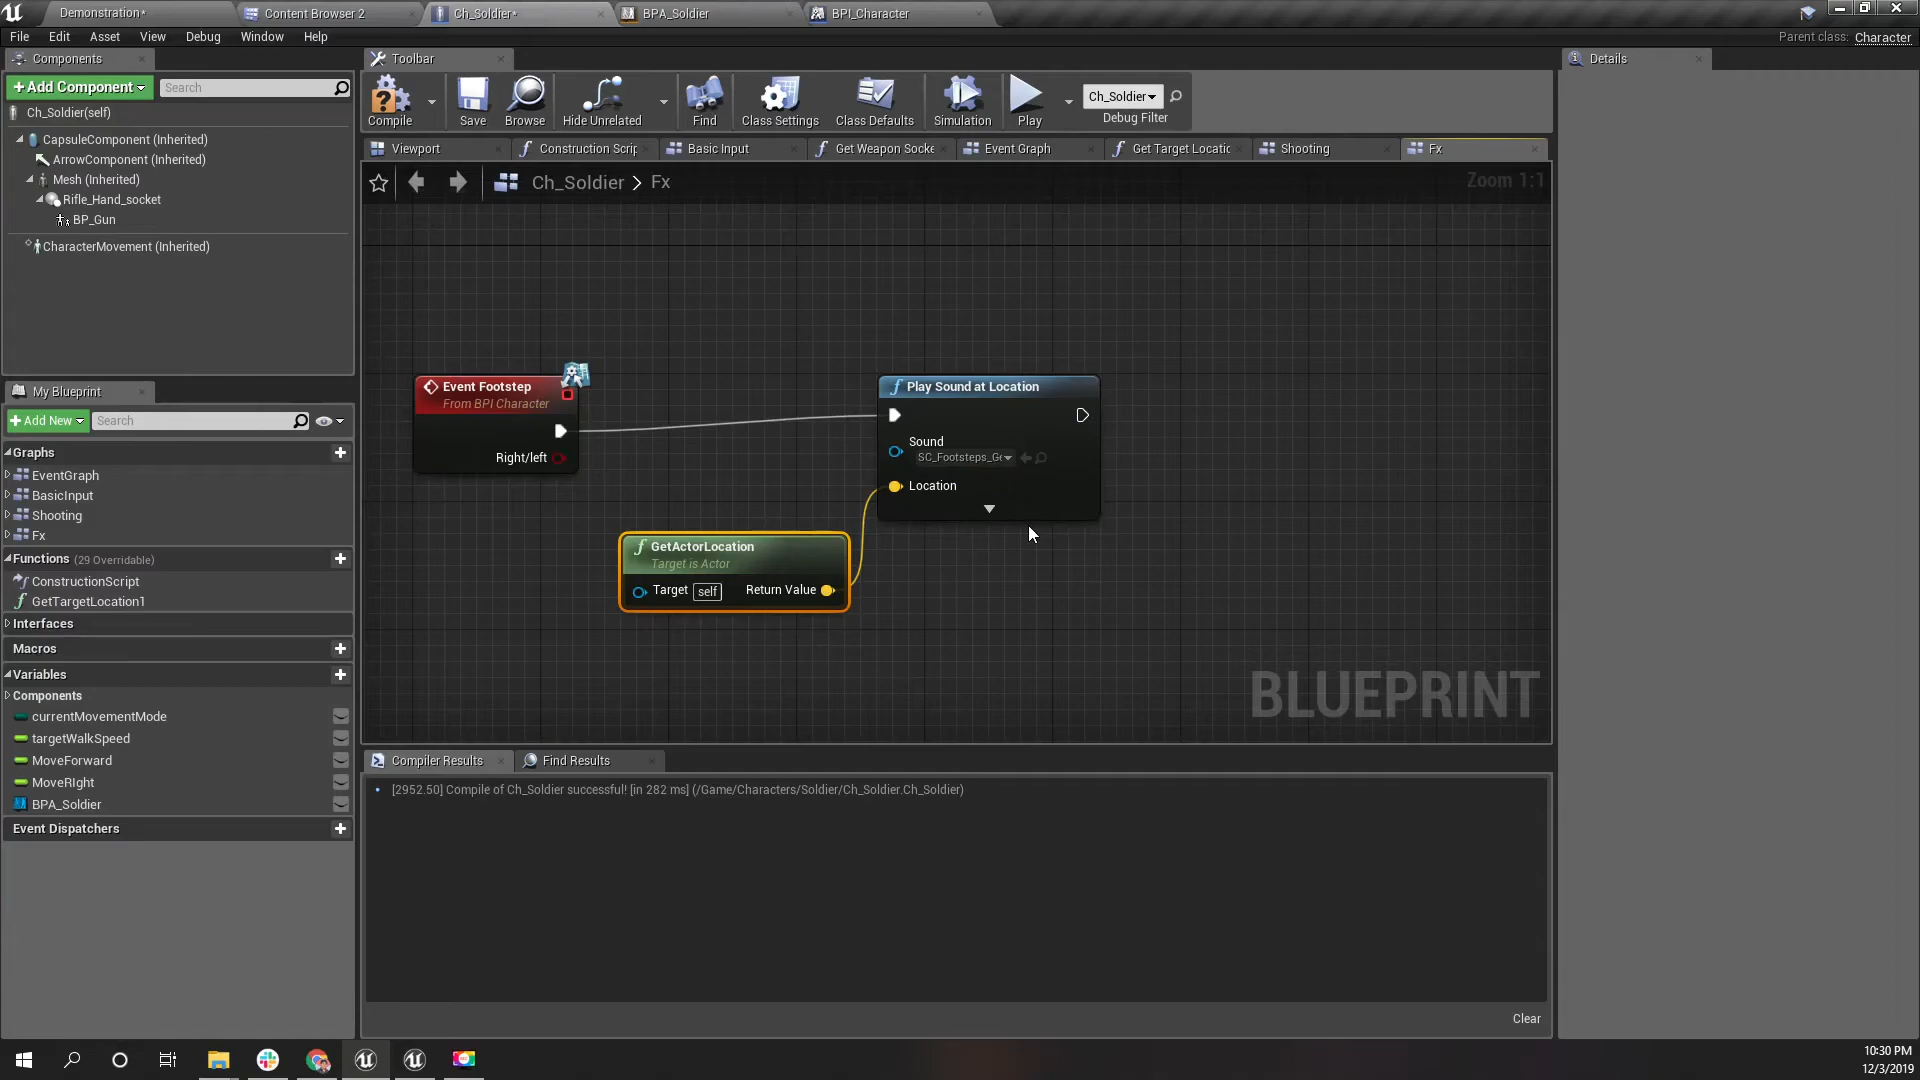 Demonstration*
Content Browser 2
Ch_Soldier*
BPA_Soldier
BPI_Character
File
Edit
Asset
View
Debug
Window
Help
Parent class:
Character
Components
Toolbar
Details
+Add Component
Search
Ch_Soldier(self)
CapsuleComponent (Inherited)
ArrowComponent (Inherited)
Mesh (Inherited)
Rifle_Hand_socket
BP_Gun
CharacterMovement (Inherited)
Compile
Save
Browse
Hide Unrelated
Find
Class Settings
Class Defaults
Simulation
Play
Ch_Soldier
Debug Filter
Viewport
Construction Scrip
Basic Input
Get Weapon Socke
Event Graph
Get Target Locatic
Shooting
Fx
Ch_Soldier > Fx
Zoom 1:1
Event Footstep
From BPI Character
Right/left
Play Sound at Location
Sound
SC_Footsteps_Ge
Location
GetActorLocation
Target is Actor
Target
self
Return Value
BLUEPRINT
My Blueprint
+Add New
Search
Graphs
EventGraph
BasicInput
Shooting
Fx
Functions (29 Overridable)
ConstructionScript
GetTargetLocation1
Interfaces
Macros
Variables
Components
currentMovementMode
targetWalkSpeed
MoveForward
MoveRIght
BPA_Soldier
Event Dispatchers
Compiler Results
Find Results
[2952.50] Compile of Ch_Soldier successful! [in 282 ms] (/Game/Characters/Soldier/Ch_Soldier.Ch_Soldier)
Clear
10:30 PM
12/3/2019